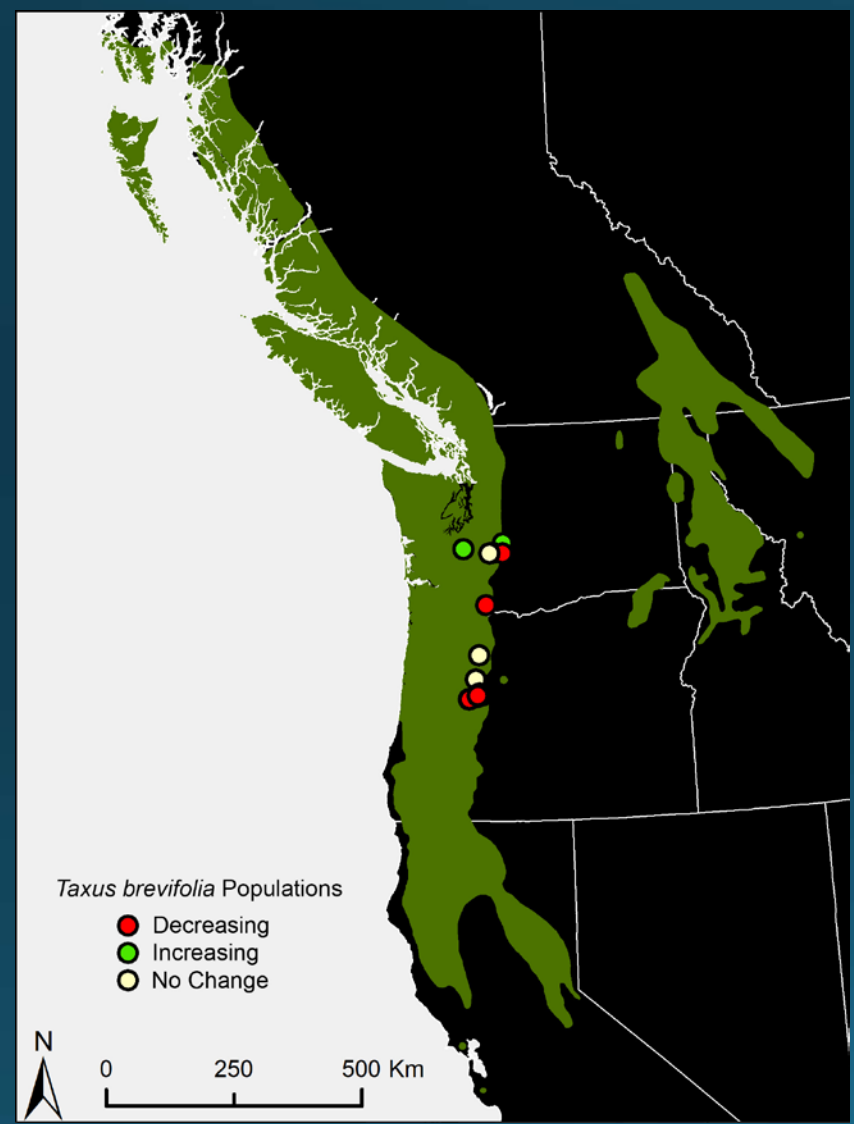 Taxus brevifolia Populations
Decreasing
Increasing
No Change
N
0 250 500 Km